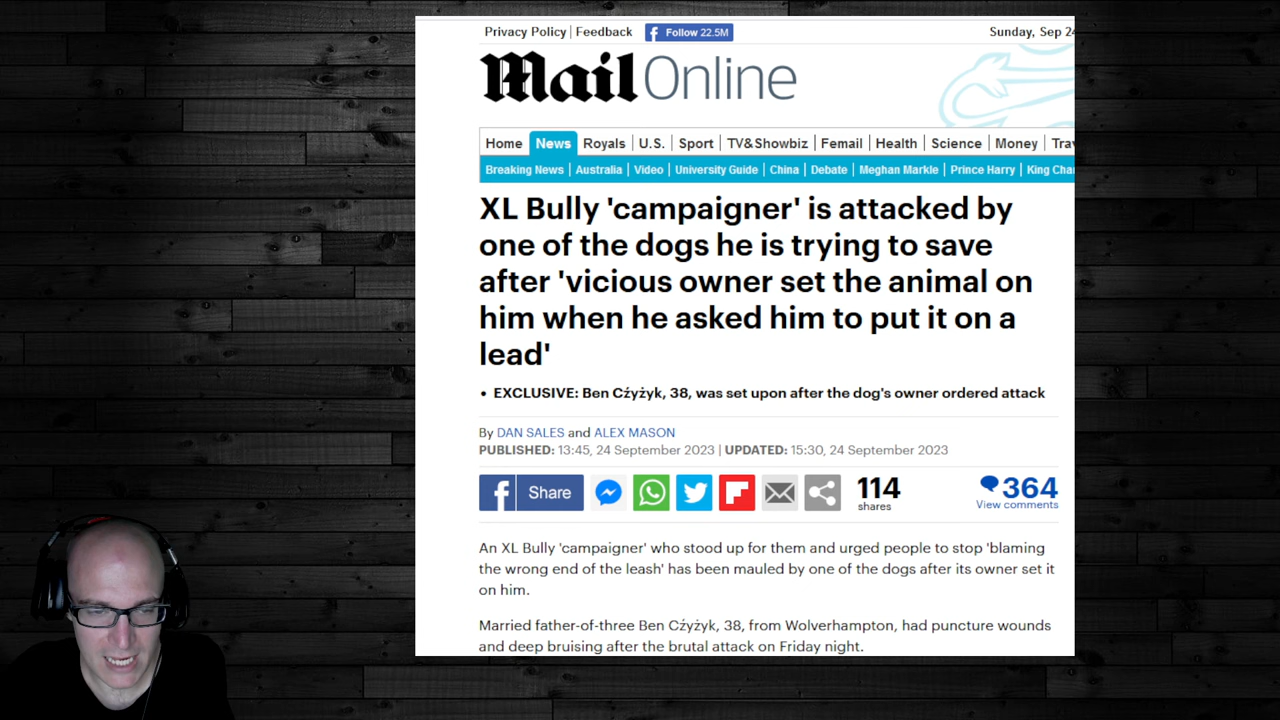 Privacy Policy | Feedback
Follow 22.5M
Sunday, Sep 24
Mail Online
Home | News | Royals | U.S. | Sport | TV&Showbiz | Femail | Health | Science | Money |
Breaking News | Australia | Video | University Guide | China | Debate | Meghan Markle | Prince Harry | King
XL Bully 'campaigner' is attacked by
one of the dogs he is trying to save
after 'vicious owner set the animal on
him when he asked him to put it on a
lead'
• EXCLUSIVE: Ben Cźyżyk, 38, was set upon after the dog's owner ordered attack
By DAN SALES and ALEX MASON
PUBLISHED: 13:45, 24 September 2023 | UPDATED: 15:30, 24 September 2023
Share
114
shares
364
View comments
An XL Bully 'campaigner' who stood up for them and urged people to stop 'blaming
the wrong end of the leash' has been mauled by one of the dogs after its owner set it
on him.
Married father-of-three Ben Cźyżyk, 38, from Wolverhampton, had puncture wounds
and deep bruising after the brutal attack on Friday night.